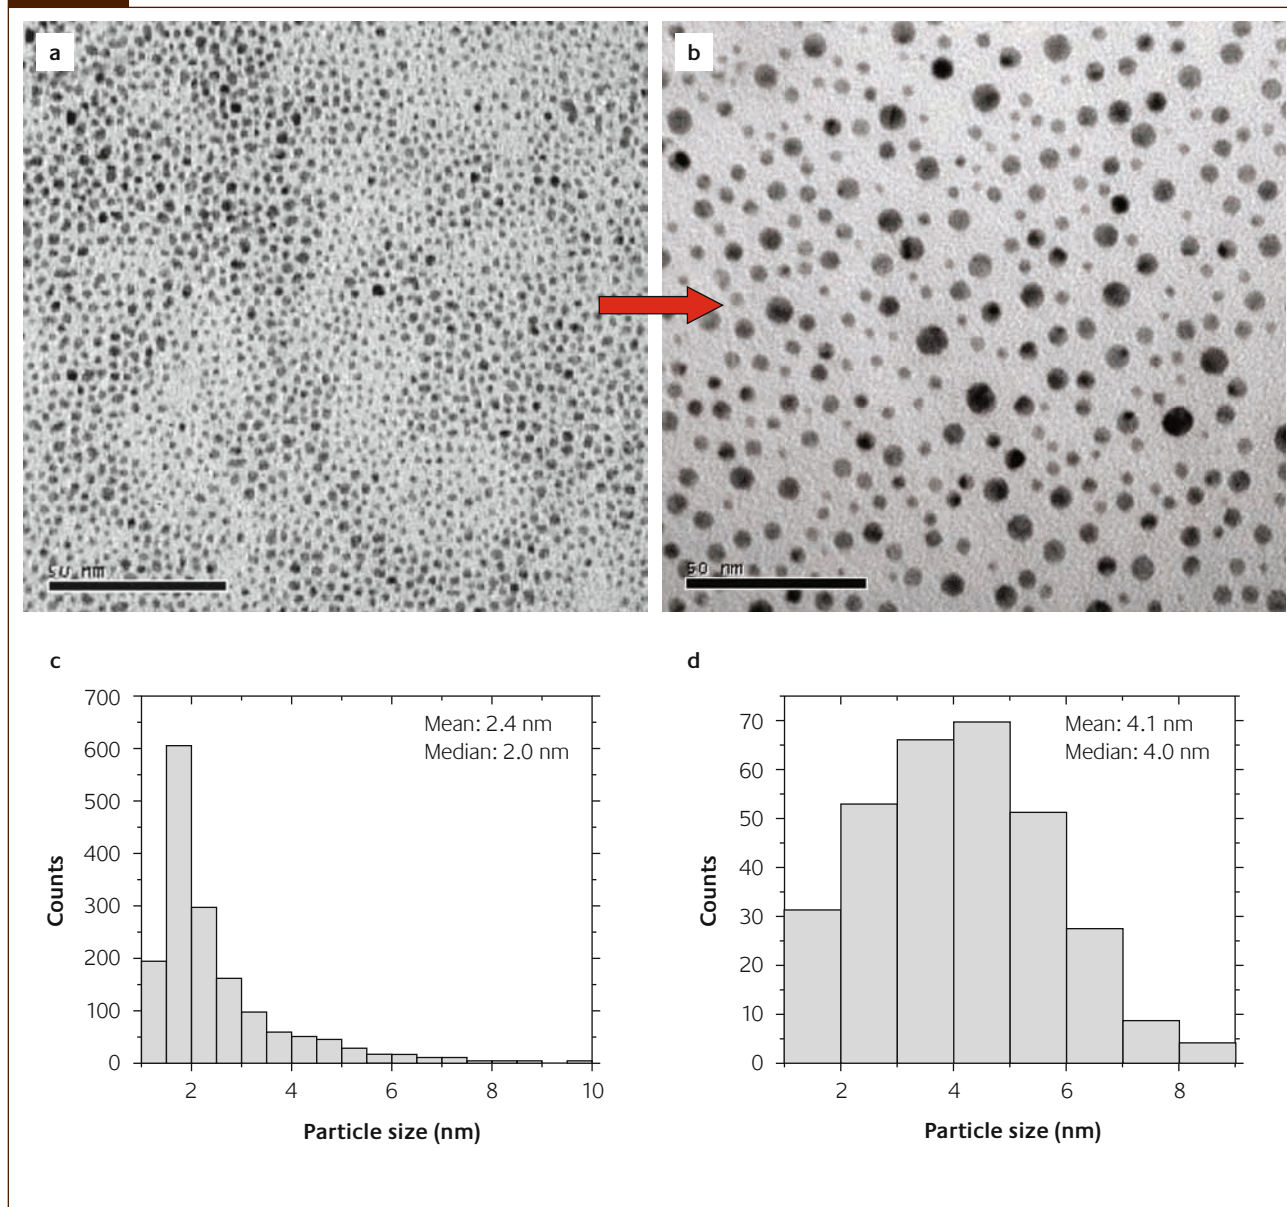 a
b
50 nm
50 nm
c
d
700
600
500
400
300
200
100
0
Counts
Mean: 2.4 nm
Median: 2.0 nm
2
4
6
8
10
Particle size (nm)
70
60
50
40
30
20
10
0
Counts
Mean: 4.1 nm
Median: 4.0 nm
2
4
6
8
Particle size (nm)